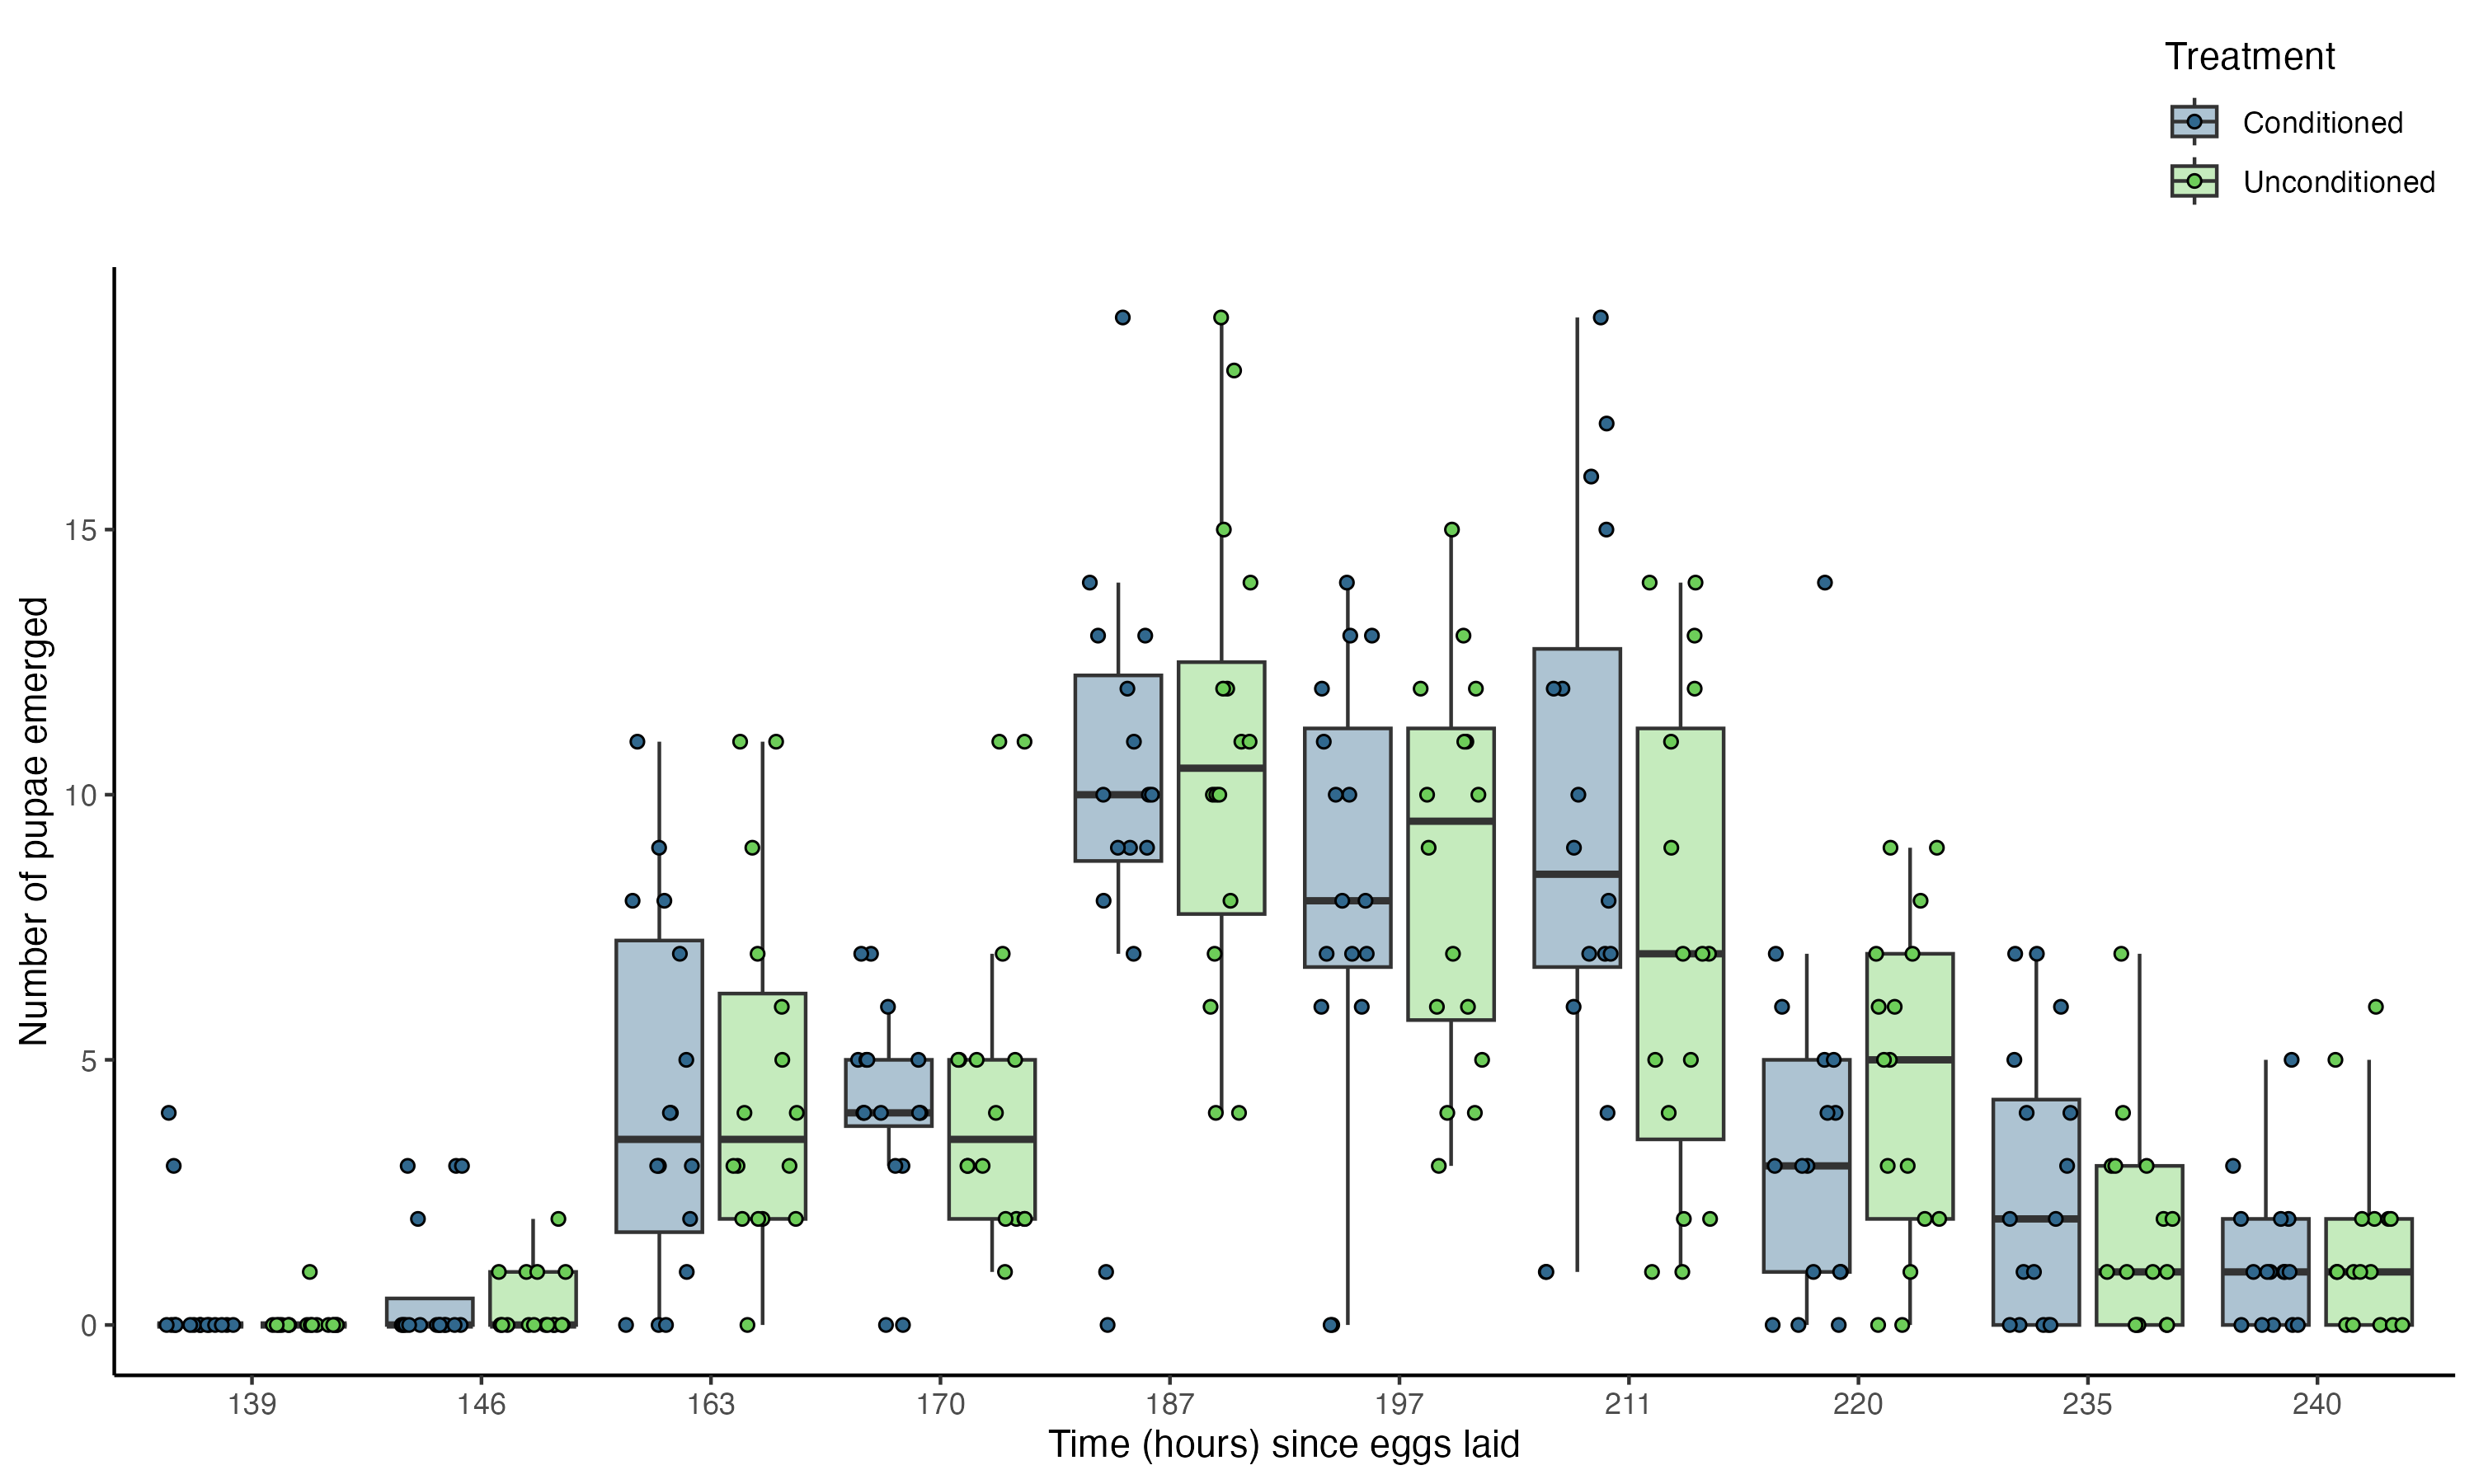 Treatment
Conditioned
Unconditioned
Number of pupae emerged
15
10
5
0
139 146 163 170 187 197 211 220 235 240
Time (hours) since eggs laid